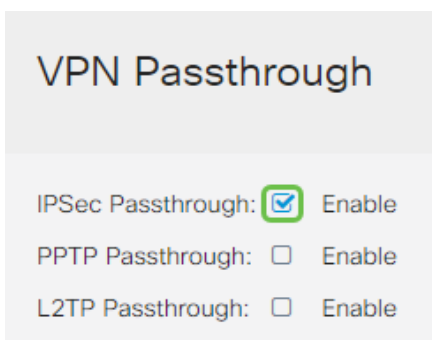 VPN Passthrough
IPSec Passthrough: Enable
PPTP Passthrough: Enable
L2TP Passthrough: Enable